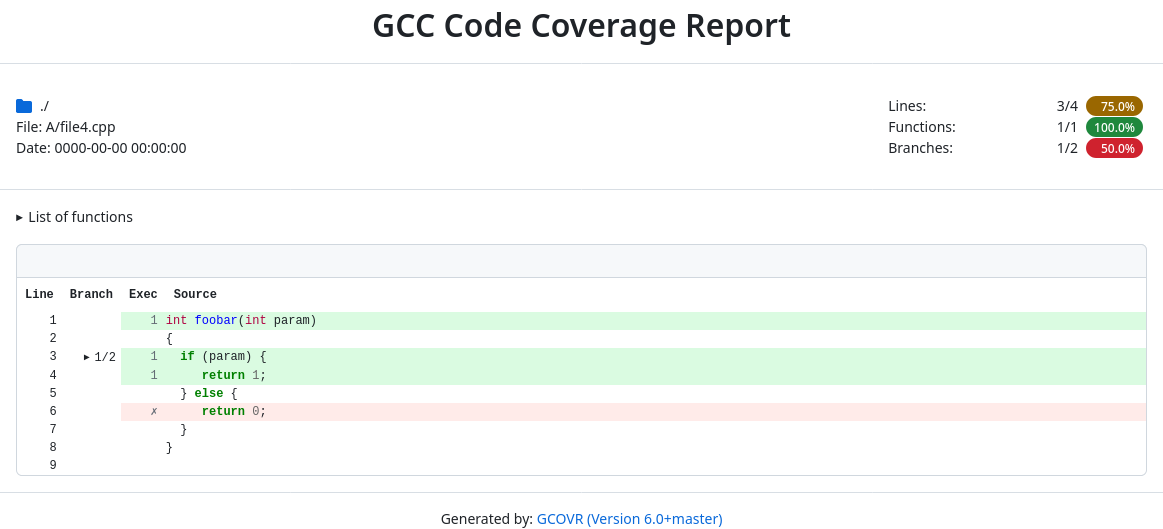 GCC Code Coverage Report
./
File: A/file4.cpp
Date: 0000-00-00 00:00:00
Lines: 3/4 75.0%
Functions: 1/1 100.0%
Branches: 1/2 50.0%
▸ List of functions
Line Branch Exec Source
1 1 int foobar(int param)
2 {
3 ▸ 1/2 1 if (param) {
4 1 return 1;
5 } else {
6 ✗ return 0;
7 }
8 }
9
Generated by: GCOVR (Version 6.0+master)